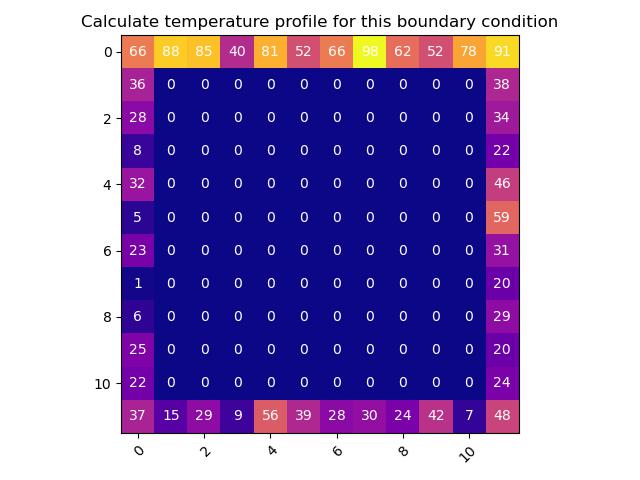 Calculate temperature profile for this boundary condition
0 66 88 85 40 81 52 66 98 62 52 78 91
36 0 0 0 0 0 0 0 0 0 0 38
2 28 0 0 0 0 0 0 0 0 0 0 34
8 0 0 0 0 0 0 0 0 0 0 22
4 32 0 0 0 0 0 0 0 0 0 0 46
5 0 0 0 0 0 0 0 0 0 0 59
6 23 0 0 0 0 0 0 0 0 0 0 31
1 0 0 0 0 0 0 0 0 0 0 20
8 6 0 0 0 0 0 0 0 0 0 0 29
25 0 0 0 0 0 0 0 0 0 0 20
10 22 0 0 0 0 0 0 0 0 0 0 24
37 15 29 9 56 39 28 30 24 42 7 48
0 2 4 6 8 10